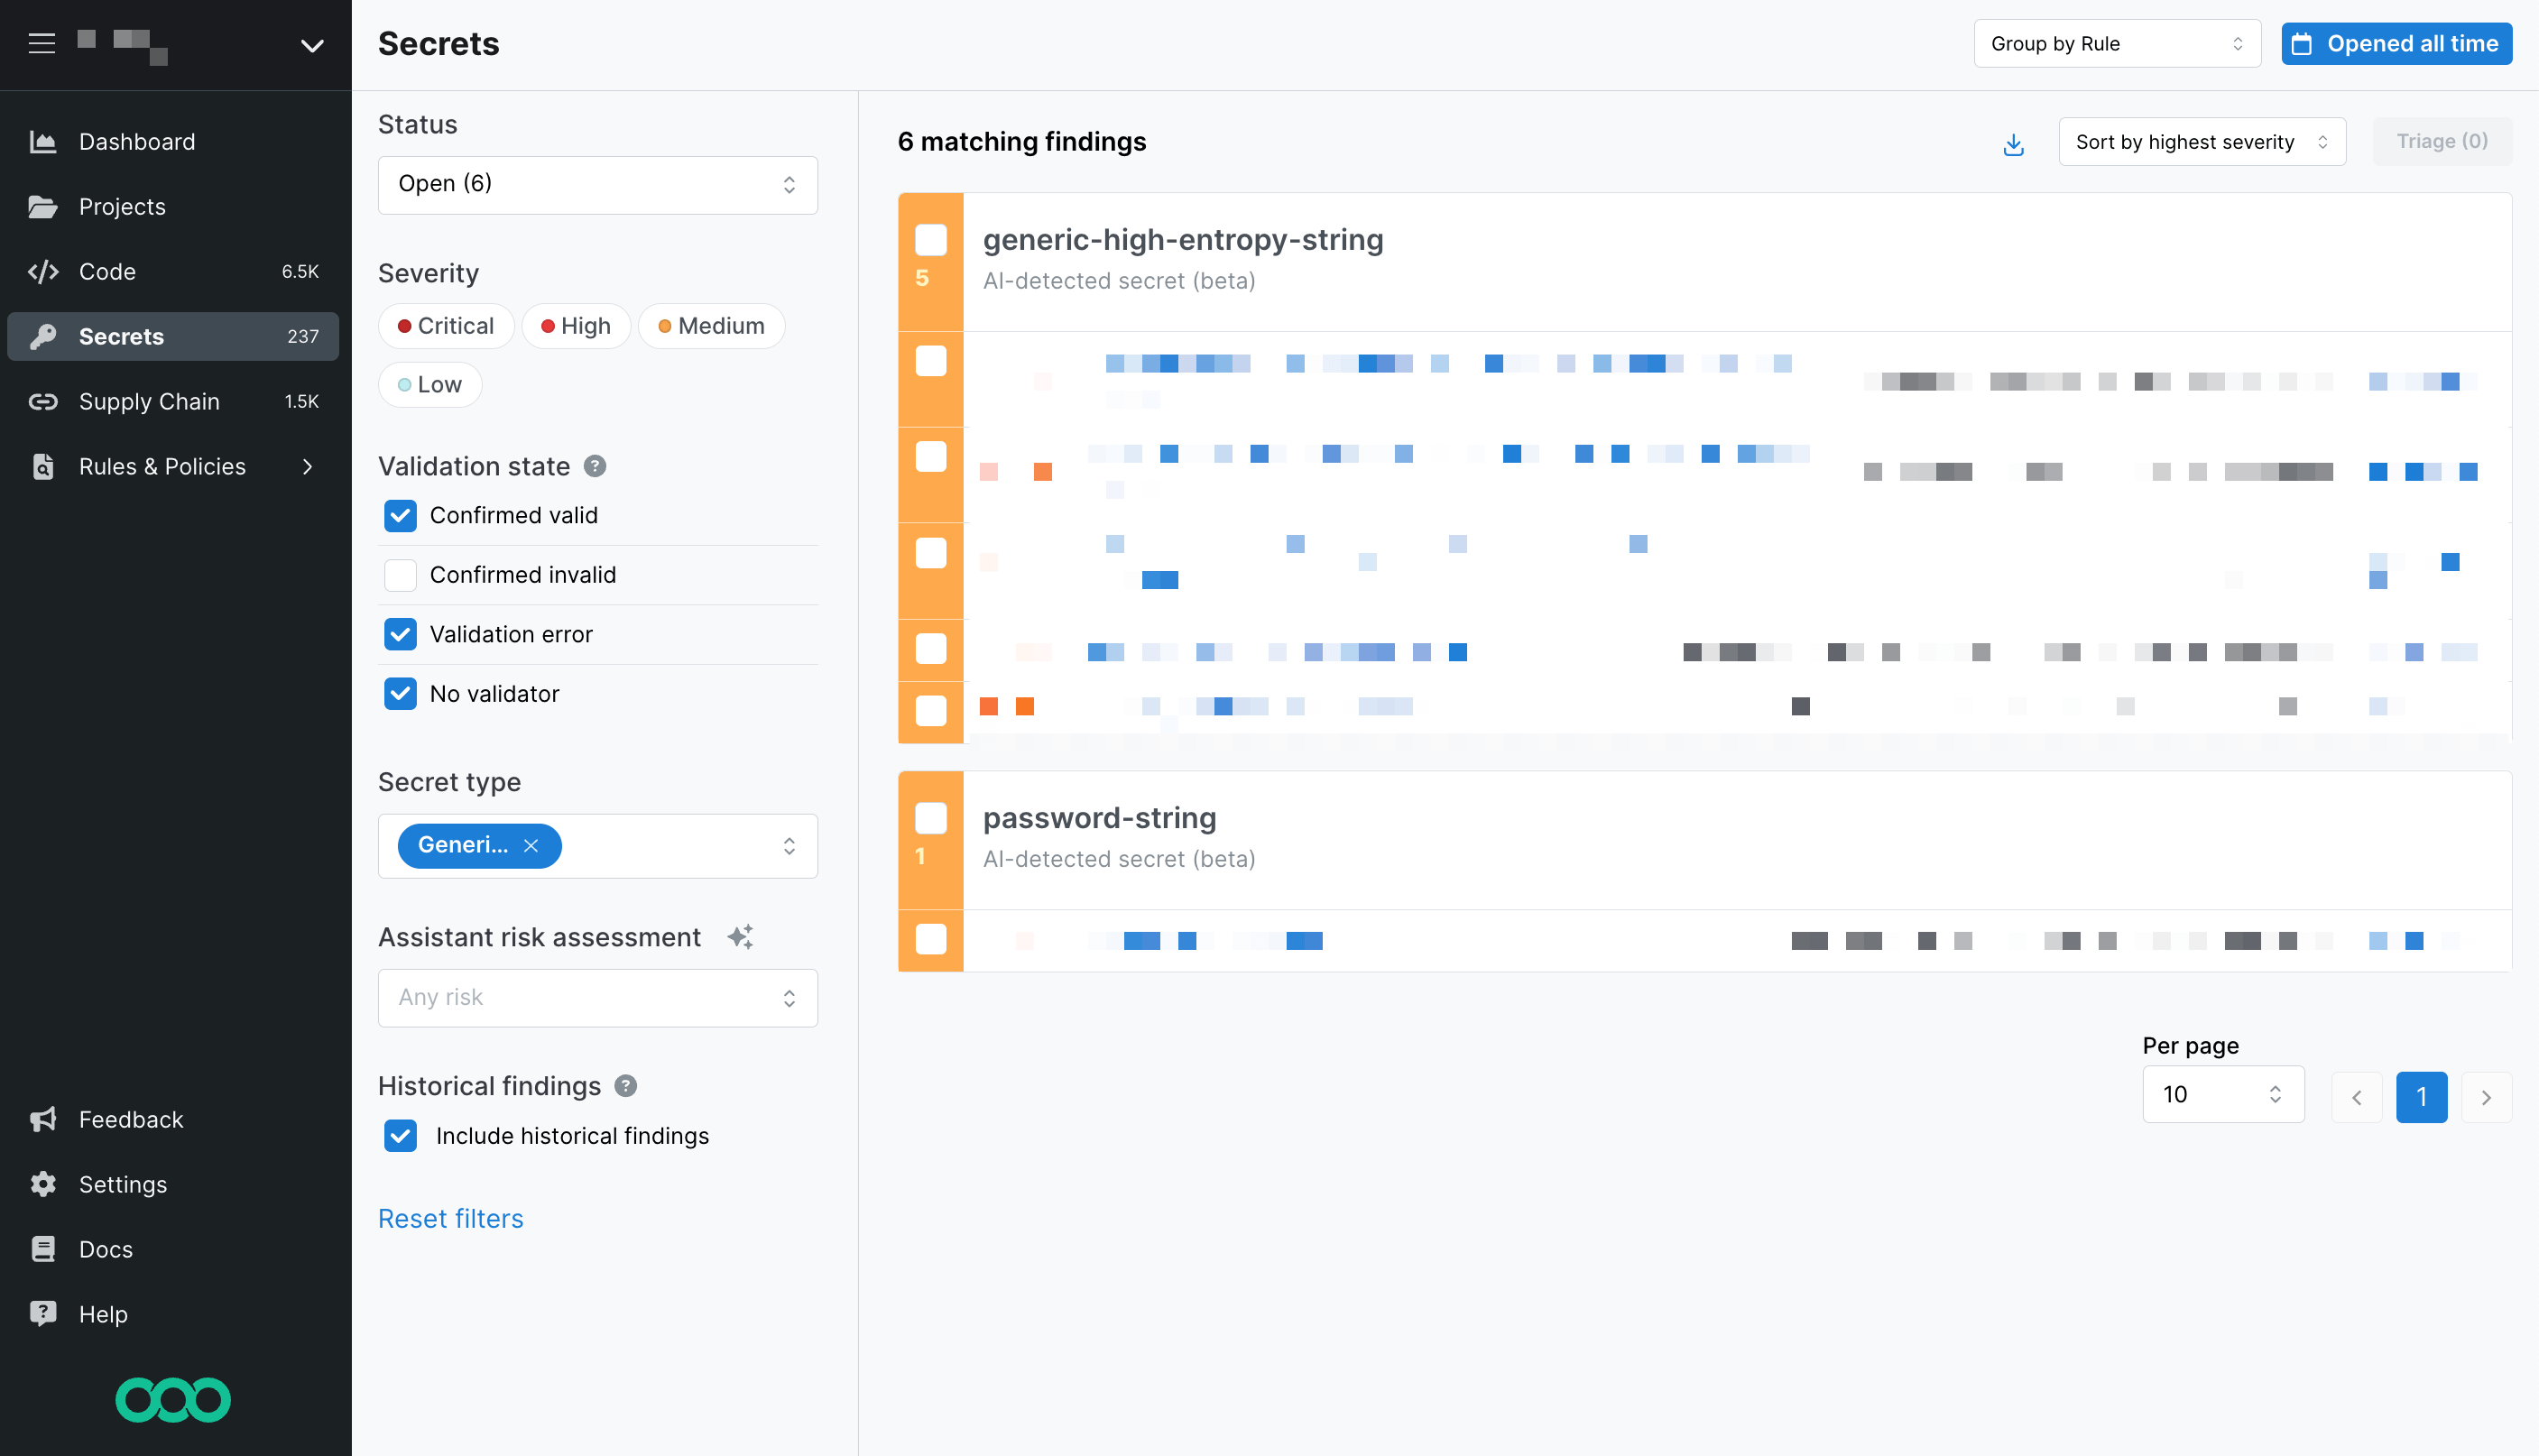 Secrets
Group by Rule
Opened all time
Dashboard
Projects
Code 6.5K
Secrets 237
Supply Chain 1.5K
Rules & Policies
Feedback
Settings
Docs
Help
Status
Open (6)
Severity
Critical High Medium
Low
Validation state ?
Confirmed valid
Confirmed invalid
Validation error
No validator
Secret type
Generi...
Assistant risk assessment
Any risk
Historical findings ?
Include historical findings
Reset filters
6 matching findings
Sort by highest severity
Triage (0)
generic-high-entropy-string
5
AI-detected secret (beta)
password-string
1
AI-detected secret (beta)
Per page
10
1